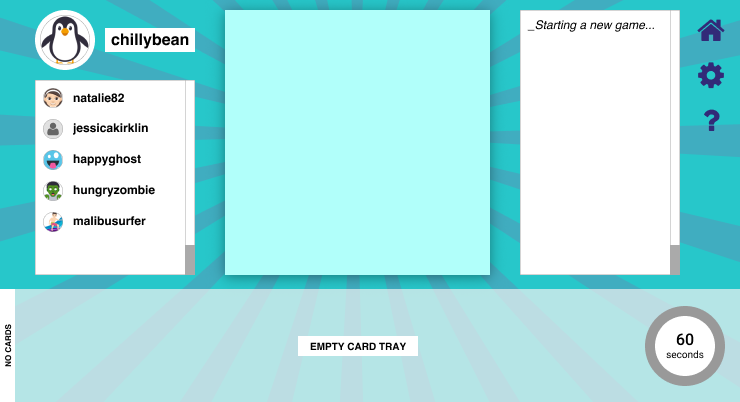 chillybean
natalie82
jessicakirklin
happyghost
hungryzombie
malibusurfer
_Starting a new game...
?
NO CARDS
EMPTY CARD TRAY
60
seconds